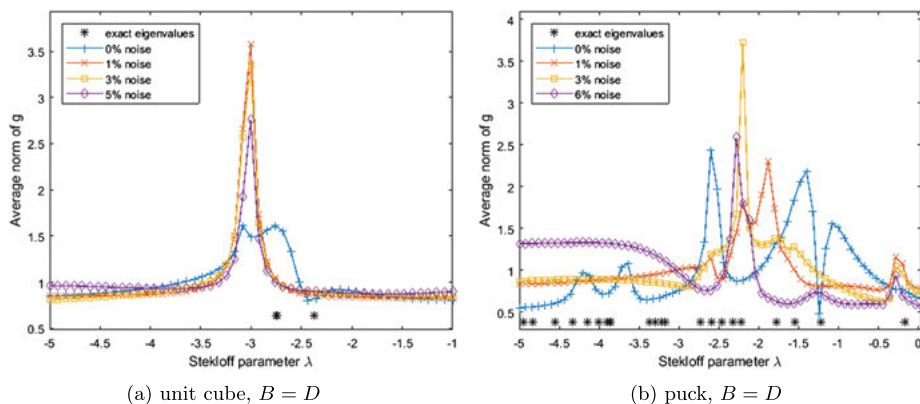 exact eigenvalues
0% noise
1% noise
3% noise
5% noise
3.5
3
2.5
2
1.5
1
0.5
Average norm of g
-5 -4.5 -4 -3.5 -3 -2.5 -2 -1.5 -1
Stekloff parameter λ
(a) unit cube, B = D
exact eigenvalues
0% noise
1% noise
3% noise
6% noise
4
3.5
3
2.5
2
1.5
1
0.5
Average norm of g
-5 -4.5 -4 -3.5 -3 -2.5 -2 -1.5 -1 -0.5 0
Stekloff parameter λ
(b) puck, B = D